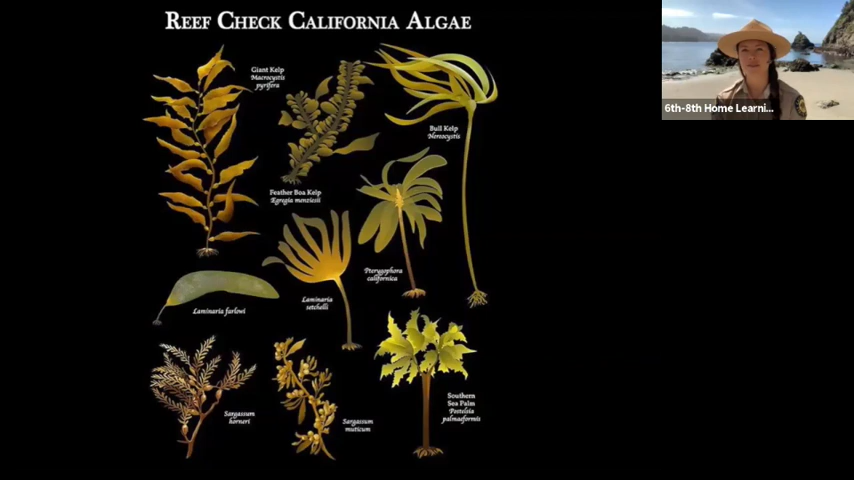 REEF CHECK CALIFORNIA ALGAE
6th-8th Home Learni...
Giant Kelp
Macrocystis
pyrifera
Bull Kelp
Nereocystis
Feather Boa Kelp
Egregia menziesii
Pterygophora
californica
Laminaria
setchelli
Laminaria farlowi
Southern
Sea Palm
Postelsia
palmaeformis
Sargassum
horneri
Sargassum
muticum